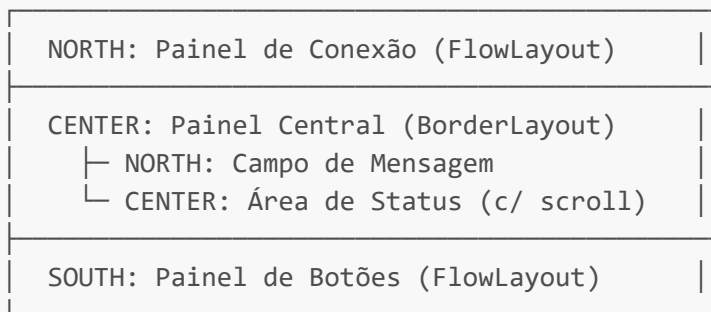 NORTH: Painel de Conexão (FlowLayout)
CENTER: Painel Central (BorderLayout)
├─ NORTH: Campo de Mensagem
└─ CENTER: Área de Status (c/ scroll)
SOUTH: Painel de Botões (FlowLayout)